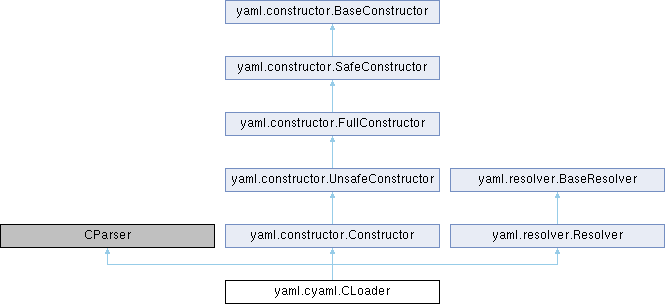 yaml.constructor.BaseConstructor
yaml.constructor.SafeConstructor
yaml.constructor.FullConstructor
yaml.constructor.UnsafeConstructor
yaml.resolver.BaseResolver
CParser
yaml.constructor.Constructor
yaml.resolver.Resolver
yaml.cyaml.CLoader